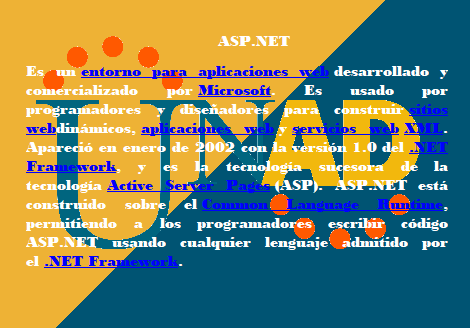 ASP.NET
Es un entorno para aplicaciones web desarrollado y
comercializado por Microsoft. Es usado por
programadores y diseñadores para construir sitios
webdinámicos, aplicaciones web y servicios web XML.
Apareció en enero de 2002 con la versión 1.0 del .NET
Framework, y es la tecnología sucesora de la
tecnología Active Server Pages (ASP). ASP.NET está
construido sobre el Common Language Runtime,
permitiendo a los programadores escribir código
ASP.NET usando cualquier lenguaje admitido por
el .NET Framework.
UNAD